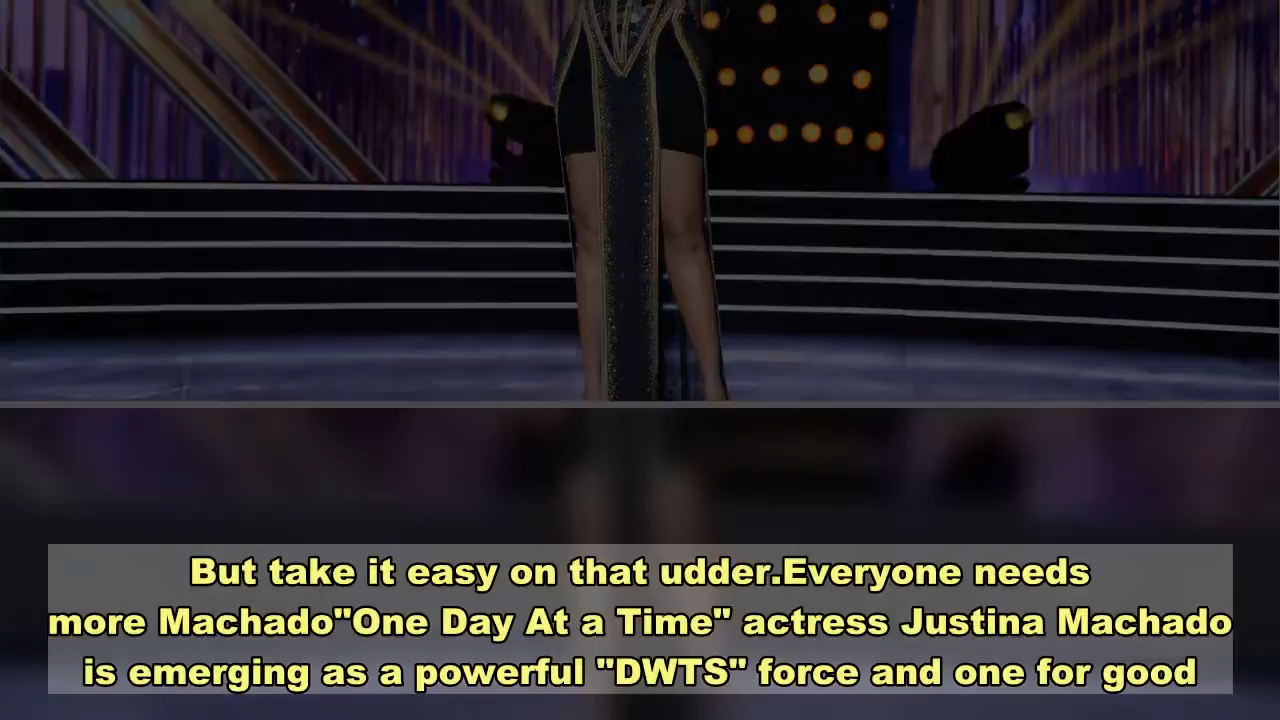 But take it easy on that udder.Everyone needs
more Machado"One Day At a Time" actress Justina Machado
is emerging as a powerful "DWTS" force and one for good